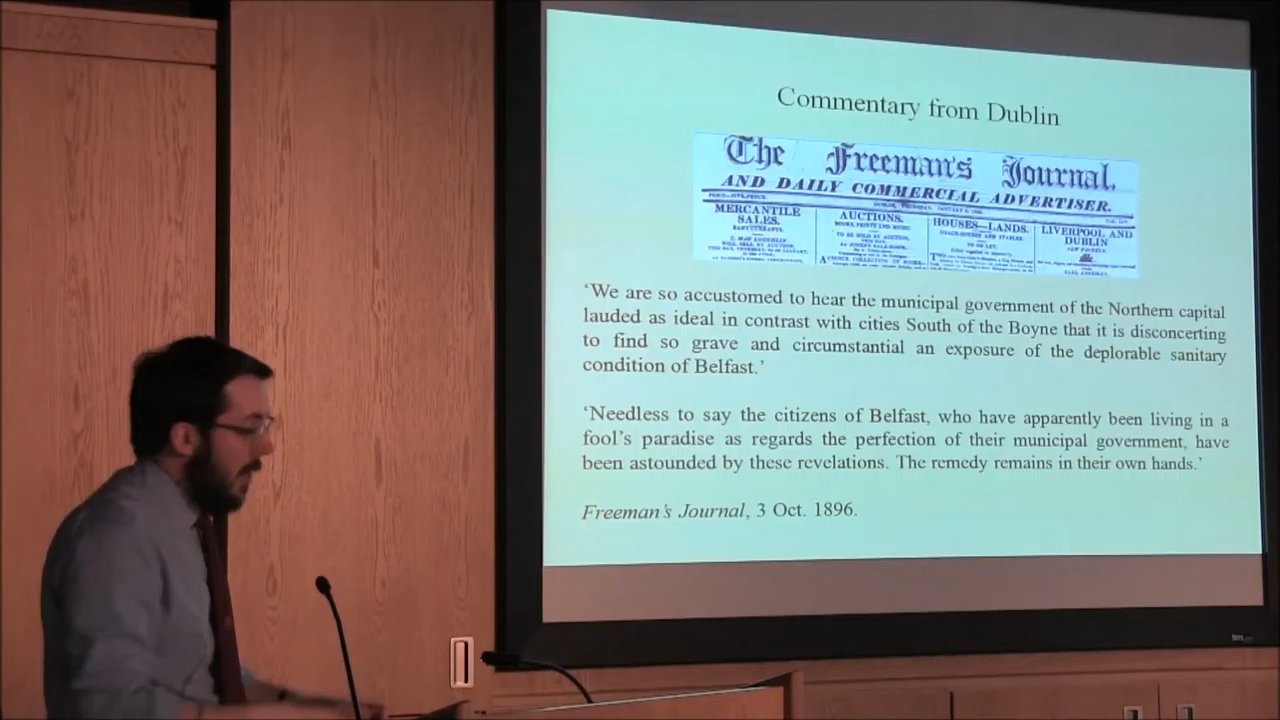 Commentary from Dublin
The Freeman's Journal,
AND DAILY COMMERCIAL ADVERTISER.
MERCANTILE
SALES.
AUCTIONS.
HOUSES—LANDS.
LIVERPOOL AND
DUBLIN
'We are so accustomed to hear the municipal government of the Northern capital
lauded as ideal in contrast with cities South of the Boyne that it is disconcerting
to find so grave and circumstantial an exposure of the deplorable sanitary
condition of Belfast.'
'Needless to say the citizens of Belfast, who have apparently been living in a
fool's paradise as regards the perfection of their municipal government, have
been astounded by these revelations. The remedy remains in their own hands.'
Freeman's Journal, 3 Oct. 1896.